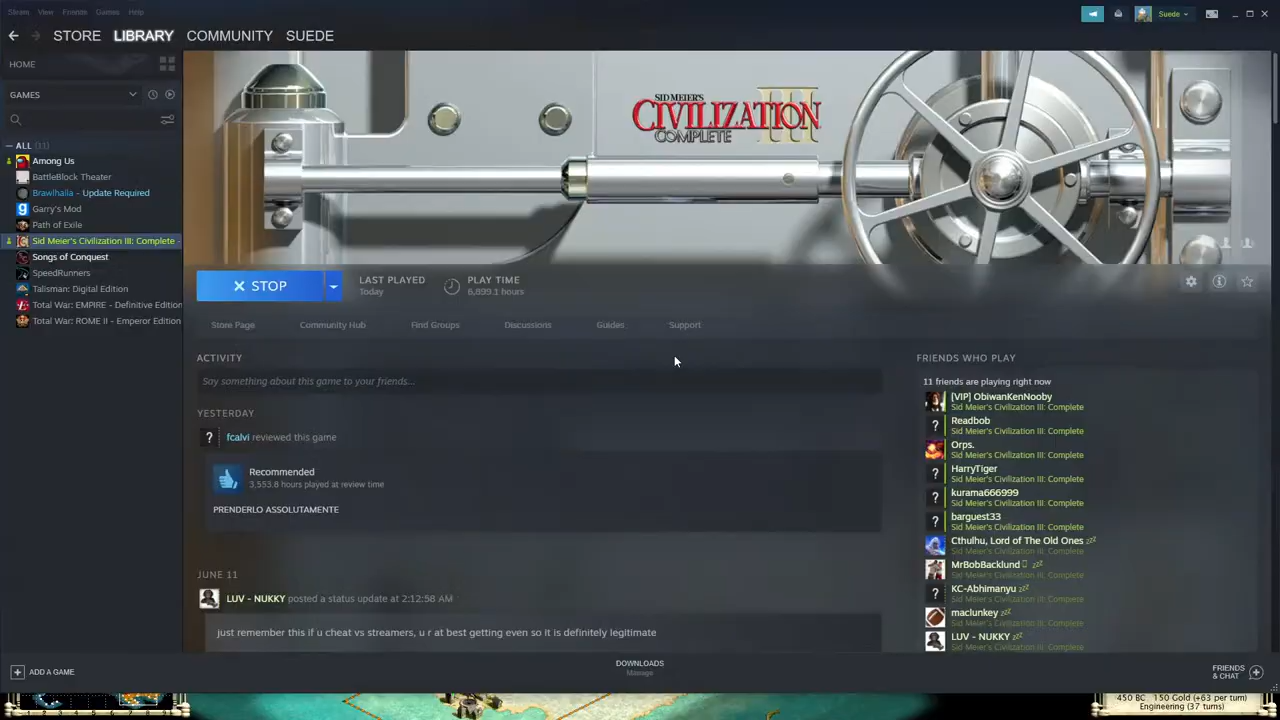 Steam View Friends Games Help
Suede
STORE LIBRARY COMMUNITY SUEDE
HOME
GAMES
ALL (11)
Among Us
BattleBlock Theater
Brawlhalla - Update Required
Garry's Mod
Path of Exile
Sid Meier's Civilization III: Complete -
Songs of Conquest
SpeedRunners
Talisman: Digital Edition
Total War: EMPIRE - Definitive Edition
Total War: ROME II - Emperor Edition
ADD A GAME
SID MEIER'S
CIVILIZATION III
COMPLETE
STOP
LAST PLAYED
Today
PLAY TIME
6,899.1 hours
Store Page Community Hub Find Groups Discussions Guides Support
ACTIVITY
Say something about this game to your friends...
YESTERDAY
fcalvi reviewed this game
Recommended
3,553.8 hours played at review time
PRENDERLO ASSOLUTAMENTE
JUNE 11
LUV - NUKKY posted a status update at 2:12:58 AM
just remember this if u cheat vs streamers, u r at best getting even so it is definitely legitimate
FRIENDS WHO PLAY
11 friends are playing right now
[VIP] ObiwanKenNooby
Sid Meier's Civilization III: Complete
Readbob
Sid Meier's Civilization III: Complete
Orps.
Sid Meier's Civilization III: Complete
HarryTiger
Sid Meier's Civilization III: Complete
kurama666999
Sid Meier's Civilization III: Complete
barguest33
Sid Meier's Civilization III: Complete
Cthulhu, Lord of The Old Ones zzz
Sid Meier's Civilization III: Complete
MrBobBacklund zzz
Sid Meier's Civilization III: Complete
KC-Abhimanyu zzz
Sid Meier's Civilization III: Complete
maclunkey zzz
Sid Meier's Civilization III: Complete
LUV - NUKKY zzz
Sid Meier's Civilization III: Complete
DOWNLOADS
Manage
FRIENDS
& CHAT
450 BC 150 Gold (+63 per turn)
Engineering (37 turns)